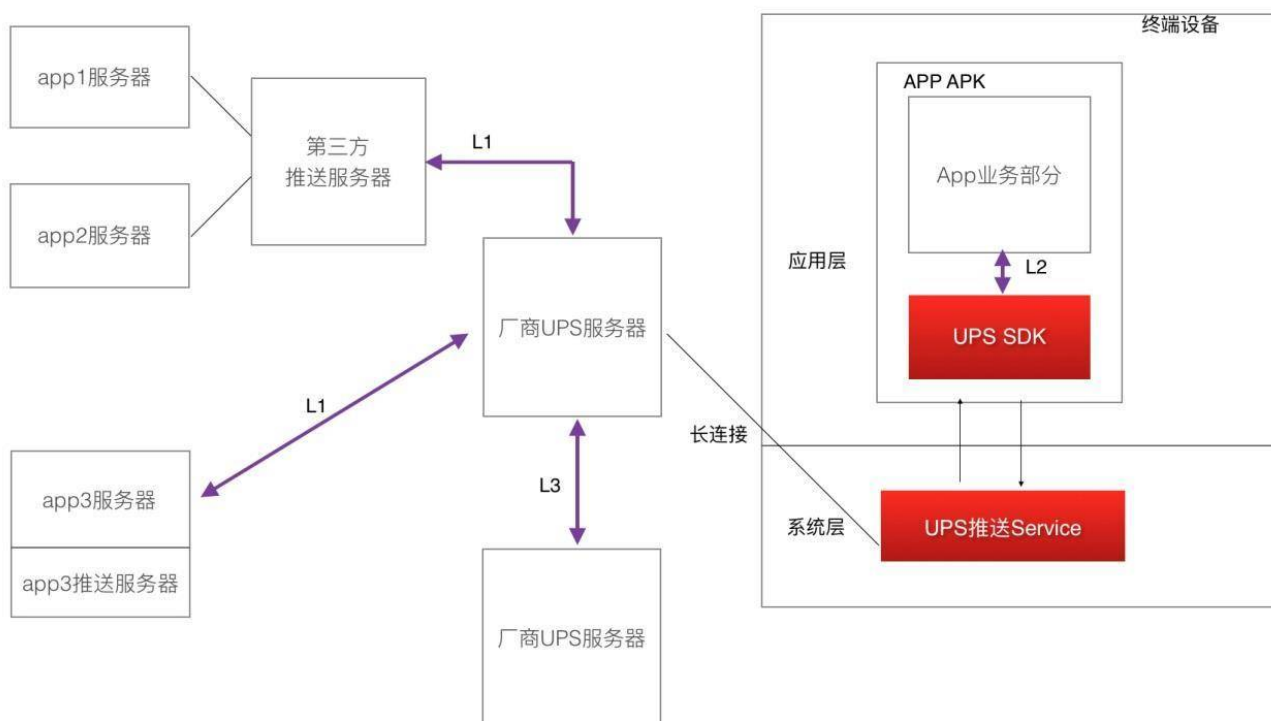 终端设备
app1服务器
第三方
推送服务器
L1
APP APK
App业务部分
app2服务器
应用层
L2
厂商UPS服务器
UPS SDK
L1
长连接
app3服务器
L3
系统层
UPS推送Service
app3推送服务器
厂商UPS服务器